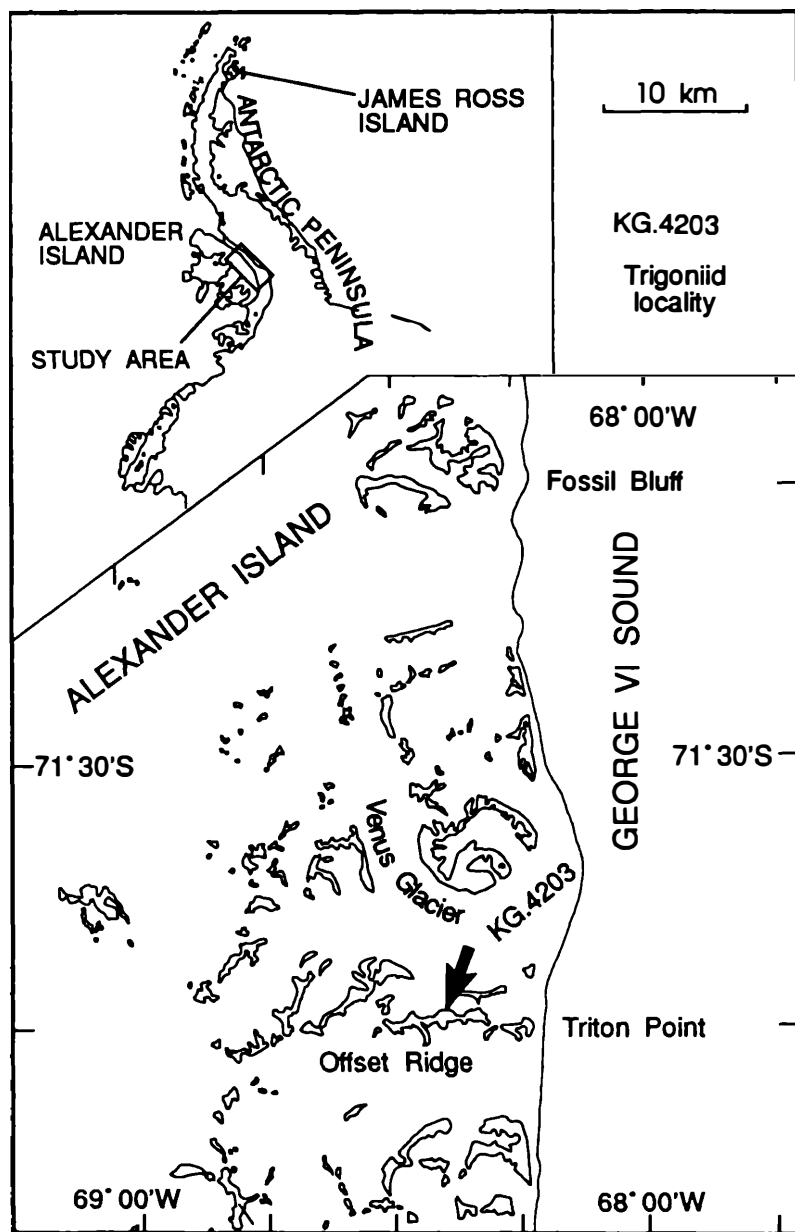 JAMES ROSS
ISLAND
ANTARCTIC PENINSULA
10 km
ALEXANDER
ISLAND
KG.4203
Trigoniid
locality
STUDY AREA
68°00'W
Fossil Bluff
ALEXANDER ISLAND
GEORGE VI SOUND
71°30'S
71°30'S
Venus Glacier
KG.4203
Triton Point
Offset Ridge
69°00'W
68°00'W